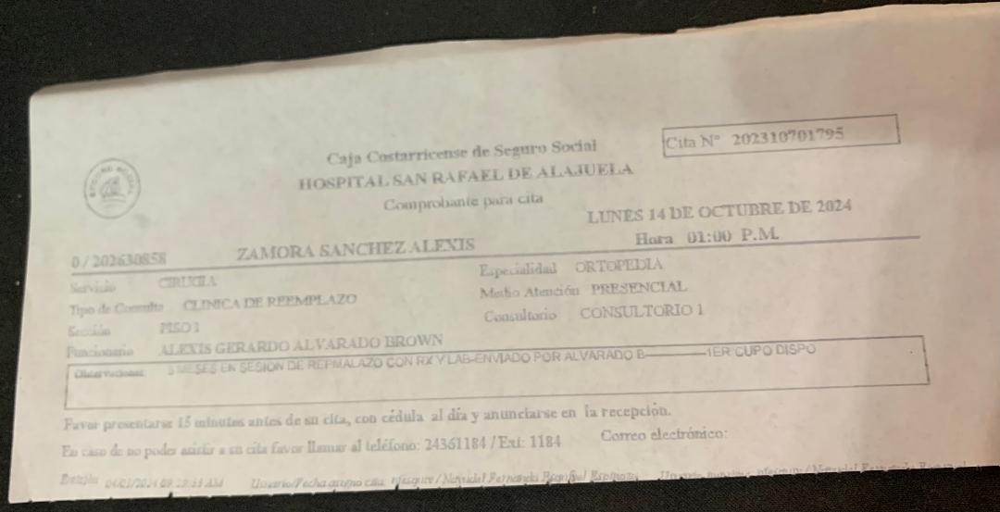 Caja Costarricense de Seguro Social
Cita N° 202310701795
HOSPITAL SAN RAFAEL DE ALAJUELA
Comprobante para cita
LUNES 14 DE OCTUBRE DE 2024
0 / 202630858 ZAMORA SANCHEZ ALEXIS Hora 01:00 P.M.
Servicio CIRUGIA Especialidad ORTOPEDIA
Tipo de Consulta CLINICA DE REEMPLAZO Medio Atención PRESENCIAL
Sección PISO 1 Consultorio CONSULTORIO 1
Funcionario ALEXIS GERARDO ALVARADO BROWN
Observaciones MESES EN SESION DE REPMALAZO CON RX Y LAB-ENVIADO POR ALVARADO B----------1ER CUPO DISPO
Favor presentarse 15 minutos antes de su cita, con cédula al día y anunciarse en la recepción.
En caso de no poder asistir a su cita favor llamar al teléfono: 24361184 / Ext: 1184 Correo electrónico:
Usuario/Fecha